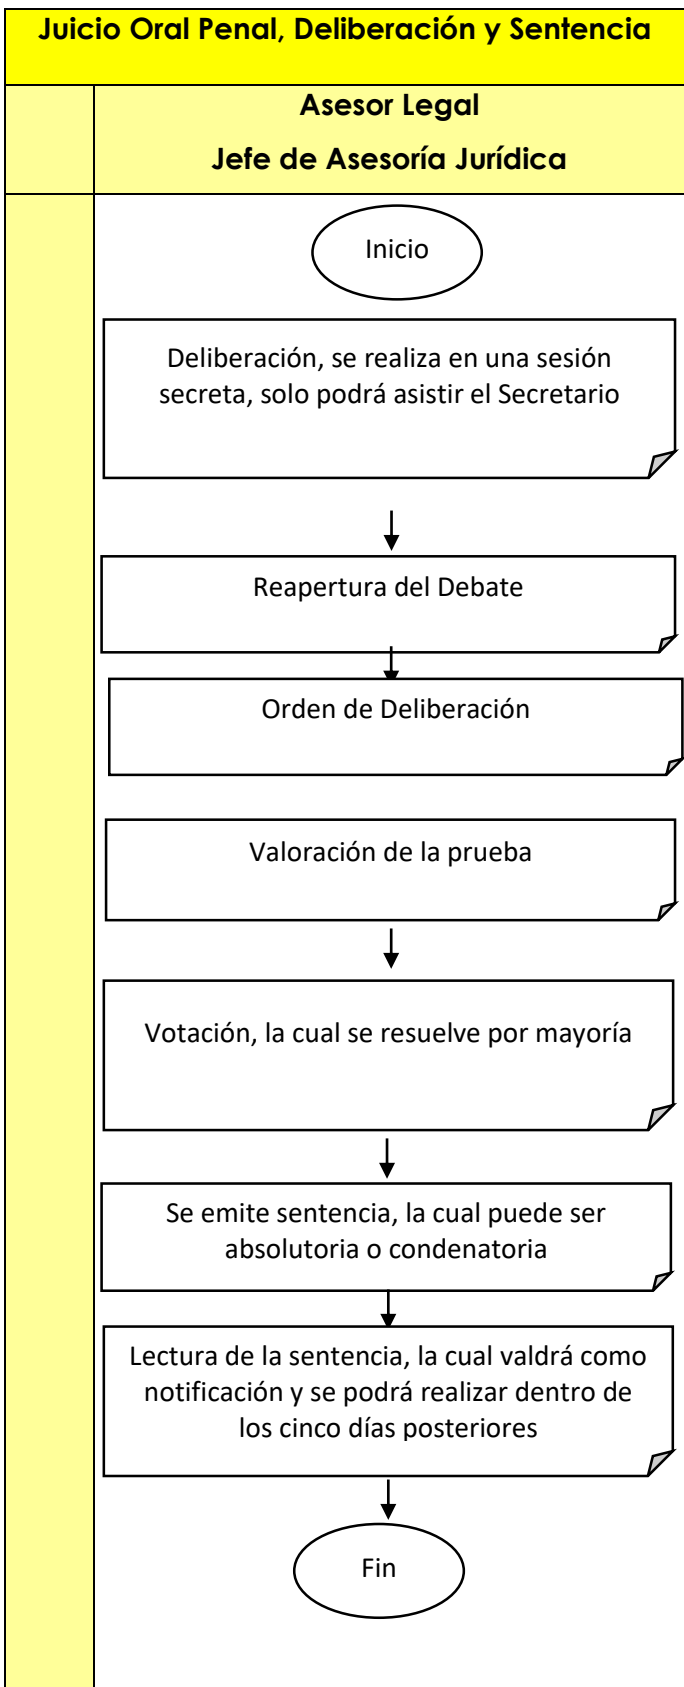 Juicio Oral Penal, Deliberación y Sentencia
Asesor Legal
Jefe de Asesoría Jurídica
Inicio
Deliberación, se realiza en una sesión
secreta, solo podrá asistir el Secretario
Reapertura del Debate
Orden de Deliberación
Valoración de la prueba
Votación, la cual se resuelve por mayoría
Se emite sentencia, la cual puede ser
absolutoria o condenatoria
Lectura de la sentencia, la cual valdrá como
notificación y se podrá realizar dentro de
los cinco días posteriores
Fin